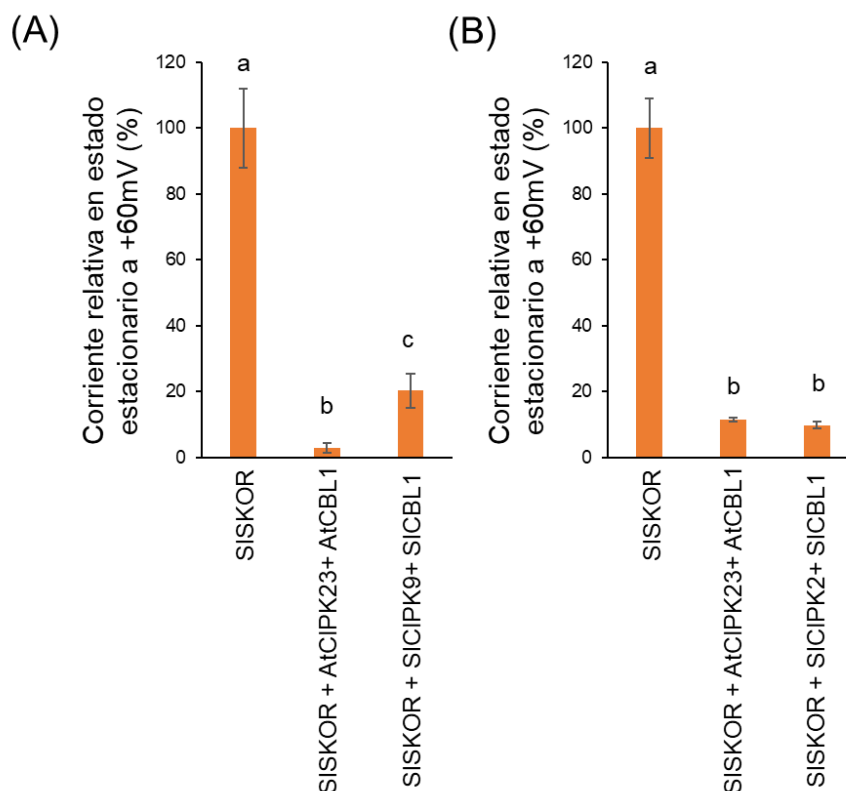 (A)
Corriente relativa en estado
estacionario a +60mV (%)
120
100
80
60
40
20
0
a
b
c
SlSKOR
SlSKOR + AtCIPK23+ AtCBL1
SlSKOR + SlCIPK9+ SlCBL1
(B)
Corriente relativa en estado
estacionario a +60mV (%)
120
100
80
60
40
20
0
a
b
b
SlSKOR
SlSKOR + AtCIPK23+ AtCBL1
SlSKOR + SlCIPK2+ SlCBL1